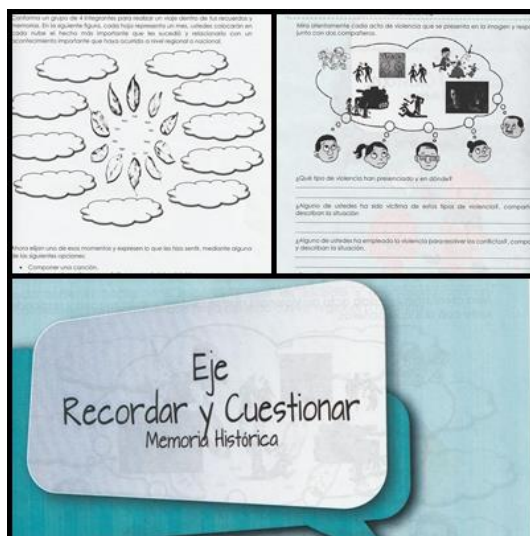 Conforma un grupo de 4 integrantes para realizar un viaje dentro de tus recuerdos y
memorias. En la siguiente figura, cada hoja representa un mes, ustedes colocarán en
cada nube el hecho más importante que les sucedió y relacionarlo con un
acontecimiento importante que haya ocurrido a nivel regional o nacional.
Ahora elijan uno de esos momentos y expresen lo que les hizo sentir, mediante alguna
de las siguientes opciones:
• Componer una canción.
Mira atentamente cada acto de violencia que se presenta en la imagen y
junto con dos compañeros.
¿Qué tipo de violencia han presenciado y en dónde?
¿Alguno de ustedes ha sido víctima de estos tipos de violencia?,
describan la situación
¿Alguno de ustedes ha empleado la violencia para resolver los conflictos?,
y describan la situación.
Eje
Recordar y Cuestionar
Memoria Histórica